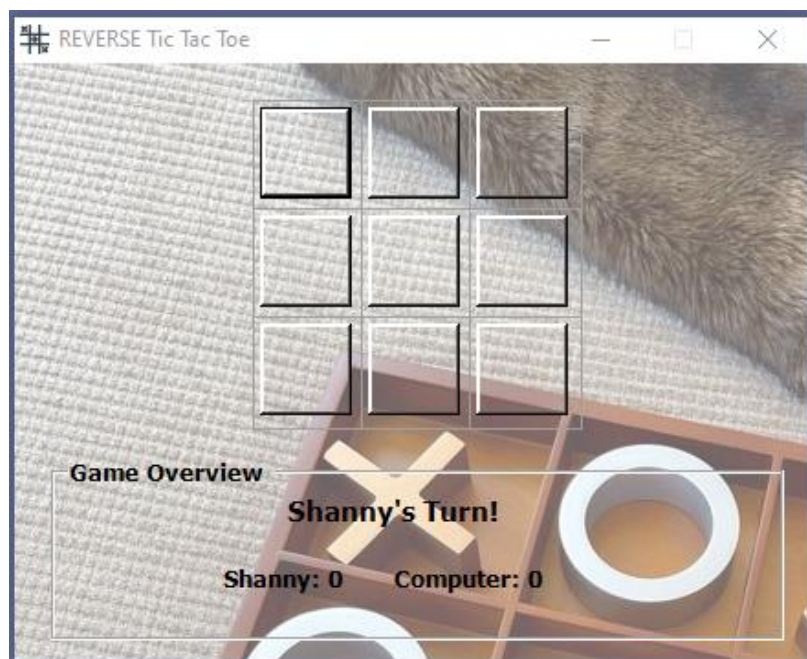 REVERSE Tic Tac Toe
Game Overview
Shanny's Turn!
Shanny: 0 Computer: 0